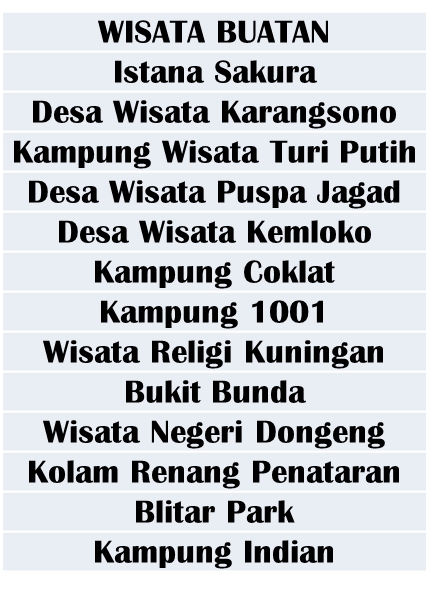 WISATA BUATAN
Istana Sakura
Desa Wisata Karangsono
Kampung Wisata Turi Putih
Desa Wisata Puspa Jagad
Desa Wisata Kemloko
Kampung Coklat
Kampung 1001
Wisata Religi Kuningan
Bukit Bunda
Wisata Negeri Dongeng
Kolam Renang Penataran
Blitar Park
Kampung Indian